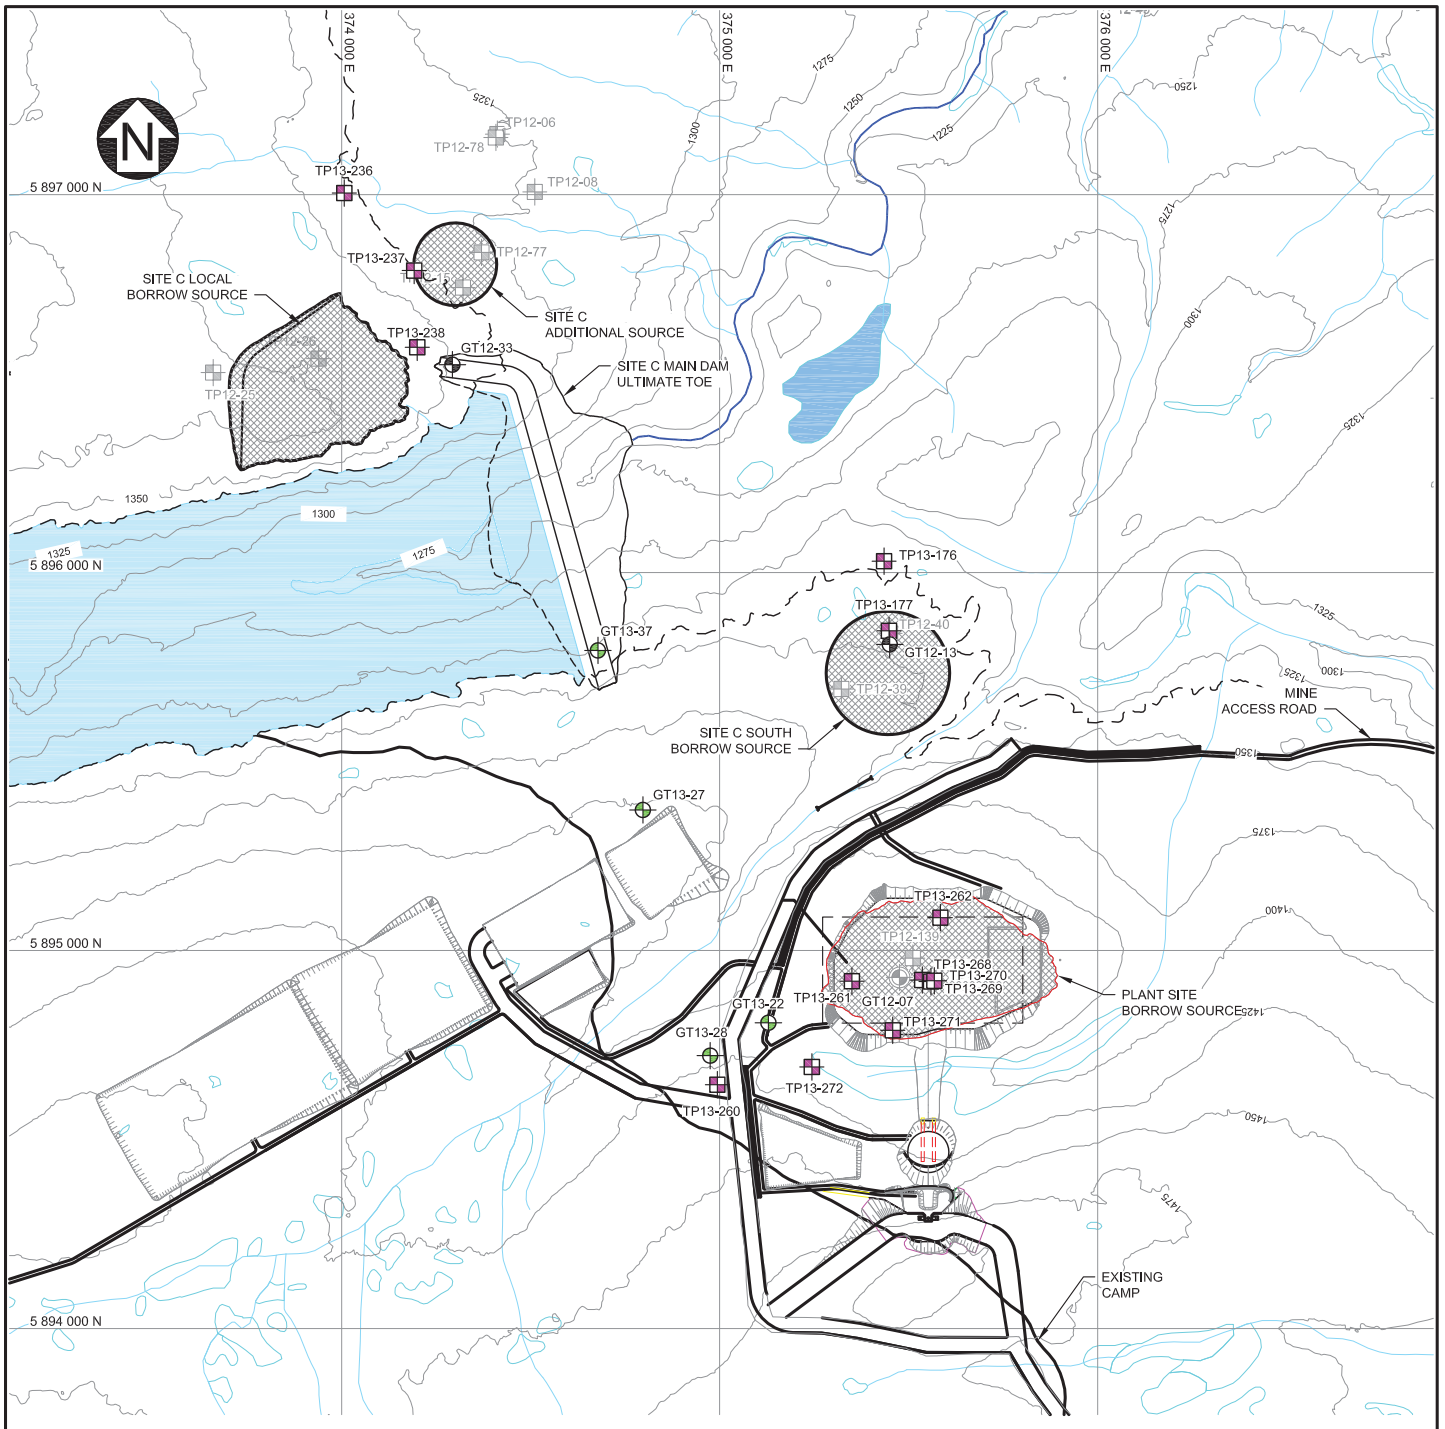 374 000 E
375 000 E
376 000 E
1275
1250
1250
1325
1300
1225
TP12-06
TP12-78
N
TP13-236
TP12-08
5 897 000 N
1275
TP12-77
TP13-237
SITE C LOCAL
BORROW SOURCE
SITE C
ADDITIONAL SOURCE
1300
TP13-238
GT12-33
SITE C MAIN DAM
ULTIMATE TOE
TP12-25
1325
1350
1300
1325
1275
5 896 000 N
TP13-176
TP13-177
TP12-40
GT12-13
GT13-37
1325
1300
1325
TP12-39
MINE
ACCESS ROAD
SITE C SOUTH
BORROW SOURCE
1350
GT13-27
1375
TP13-262
1400
TP12-139
5 895 000 N
TP13-268
TP13-270
TP13-269
TP13-261
GT12-07
GT13-22
PLANT SITE
BORROW SOURCE
1425
TP13-271
GT13-28
TP13-272
TP13-260
1450
1475
EXISTING
CAMP
5 894 000 N